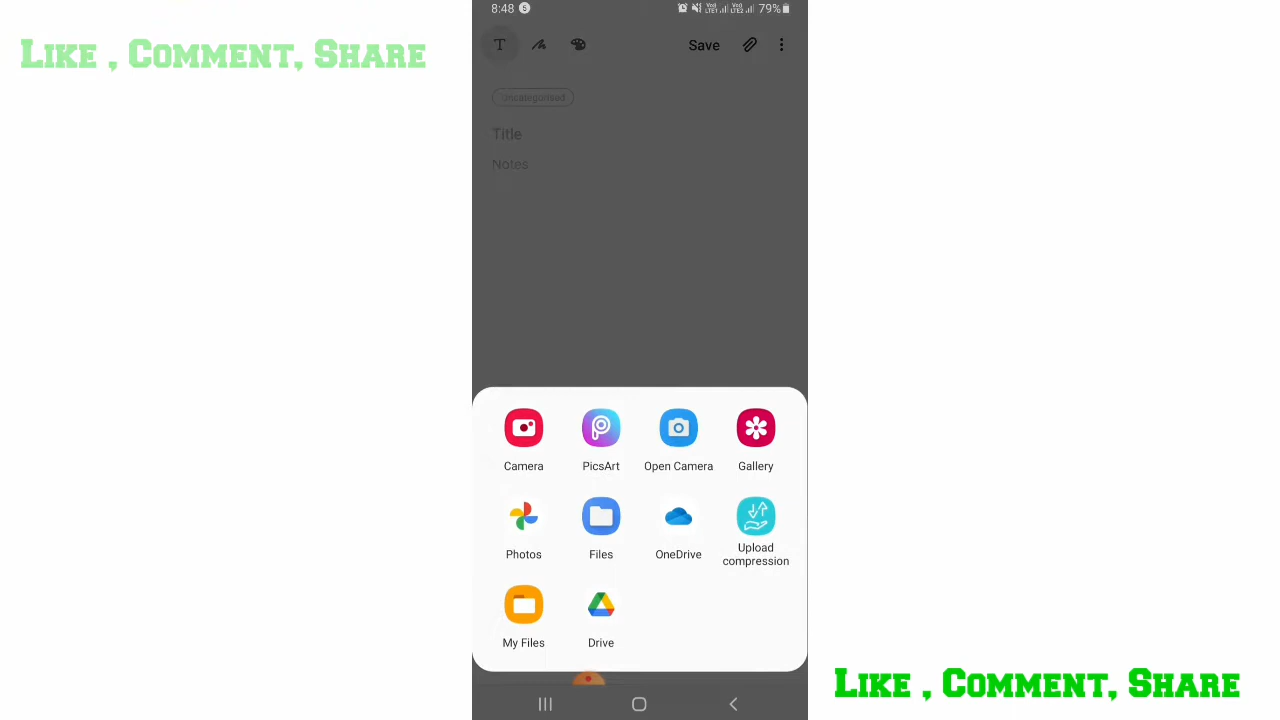 8:48 S 79%
Like , Comment, Share
T Save
Uncategorised
Title
Notes
Camera PicsArt Open Camera Gallery
Photos Files OneDrive Upload
compression
My Files Drive
Like , Comment, Share